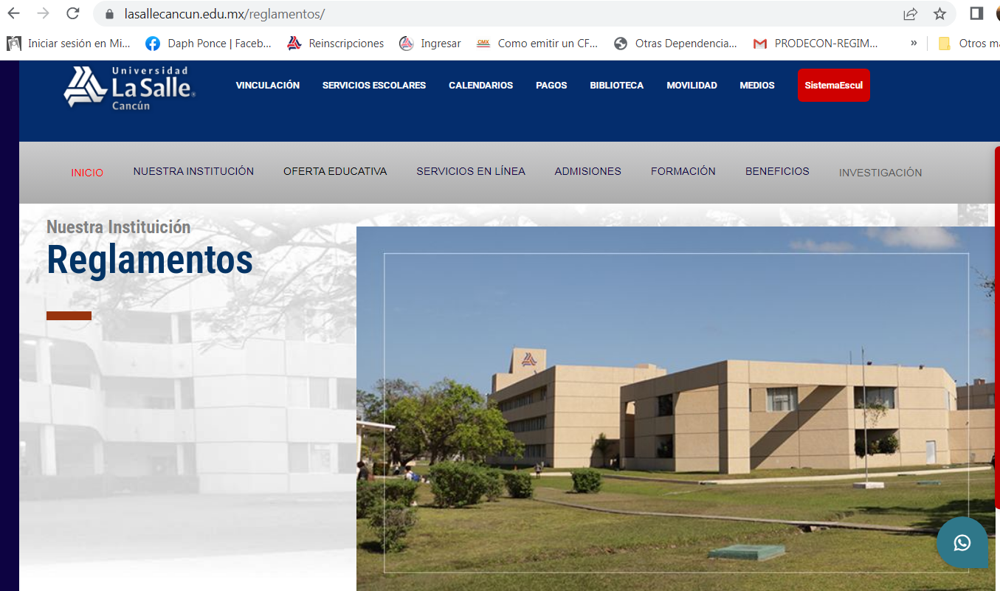 lasallecancun.edu.mx/reglamentos/
Iniciar sesión en Mi... Daph Ponce | Faceb... Reinscripciones Ingresar CMX Como emitir un CF... Otras Dependencia... PRODECON-REGIM... » Otros ma
Universidad
La Salle®
Cancún
VINCULACIÓN SERVICIOS ESCOLARES CALENDARIOS PAGOS BIBLIOTECA MOVILIDAD MEDIOS SistemaEscul
INICIO NUESTRA INSTITUCIÓN OFERTA EDUCATIVA SERVICIOS EN LÍNEA ADMISIONES FORMACIÓN BENEFICIOS INVESTIGACIÓN
Nuestra Instituición
Reglamentos